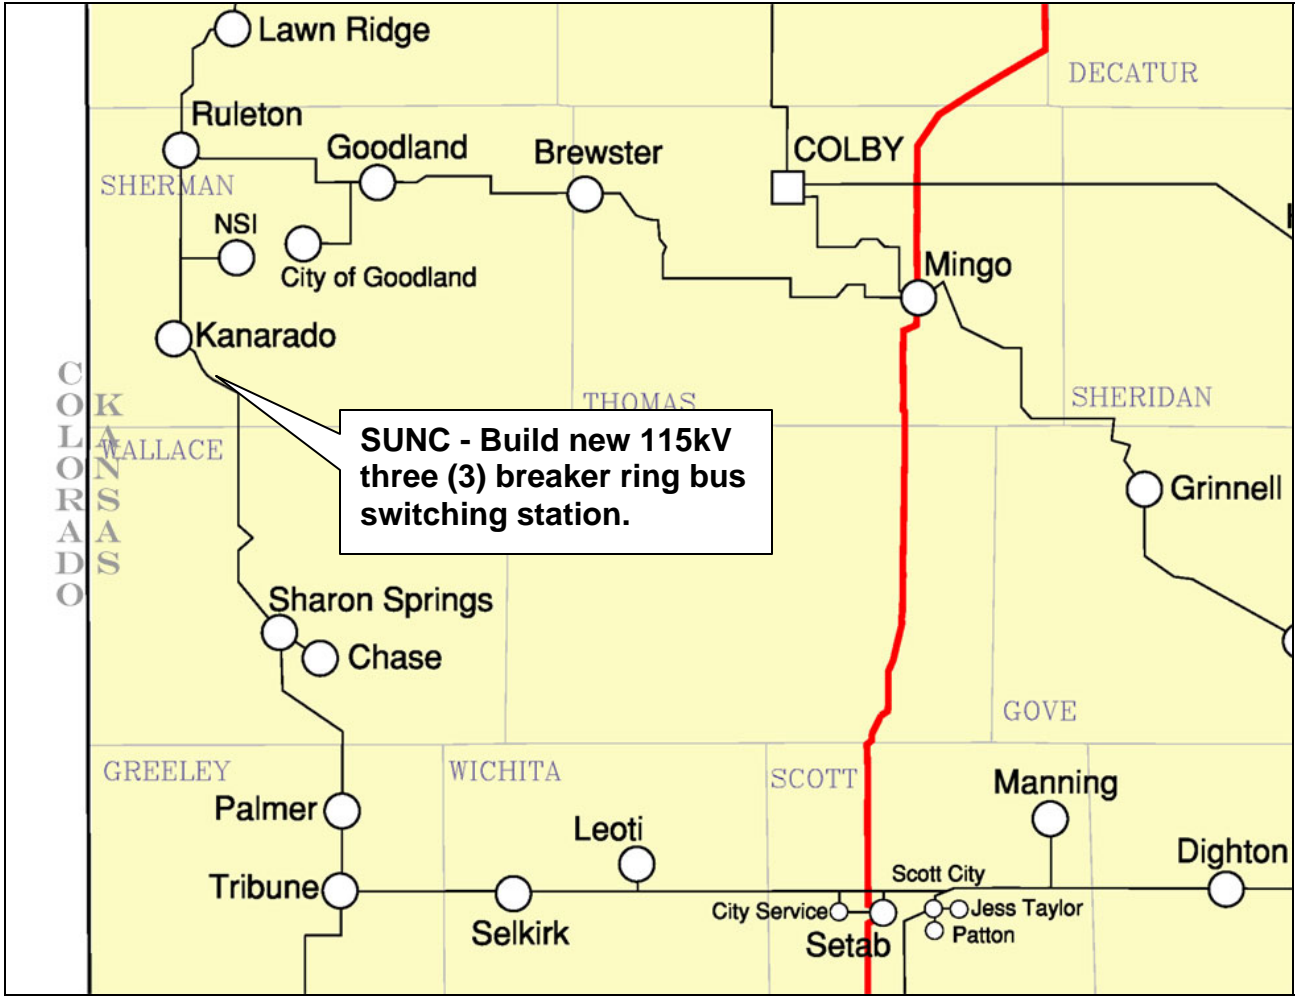 Lawn Ridge
DECATUR
Ruleton
Goodland
Brewster
COLBY
SHERMAN
NSI
City of Goodland
Mingo
Kanarado
COLORADO
KANSAS
THOMAS
SHERIDAN
WALLACE
SUNC - Build new 115kV
three (3) breaker ring bus
switching station.
Grinnell
Sharon Springs
Chase
GOVE
GREELEY
WICHITA
SCOTT
Manning
Palmer
Leoti
Dighton
Tribune
Scott City
City Service
Jess Taylor
Selkirk
Setab
Patton